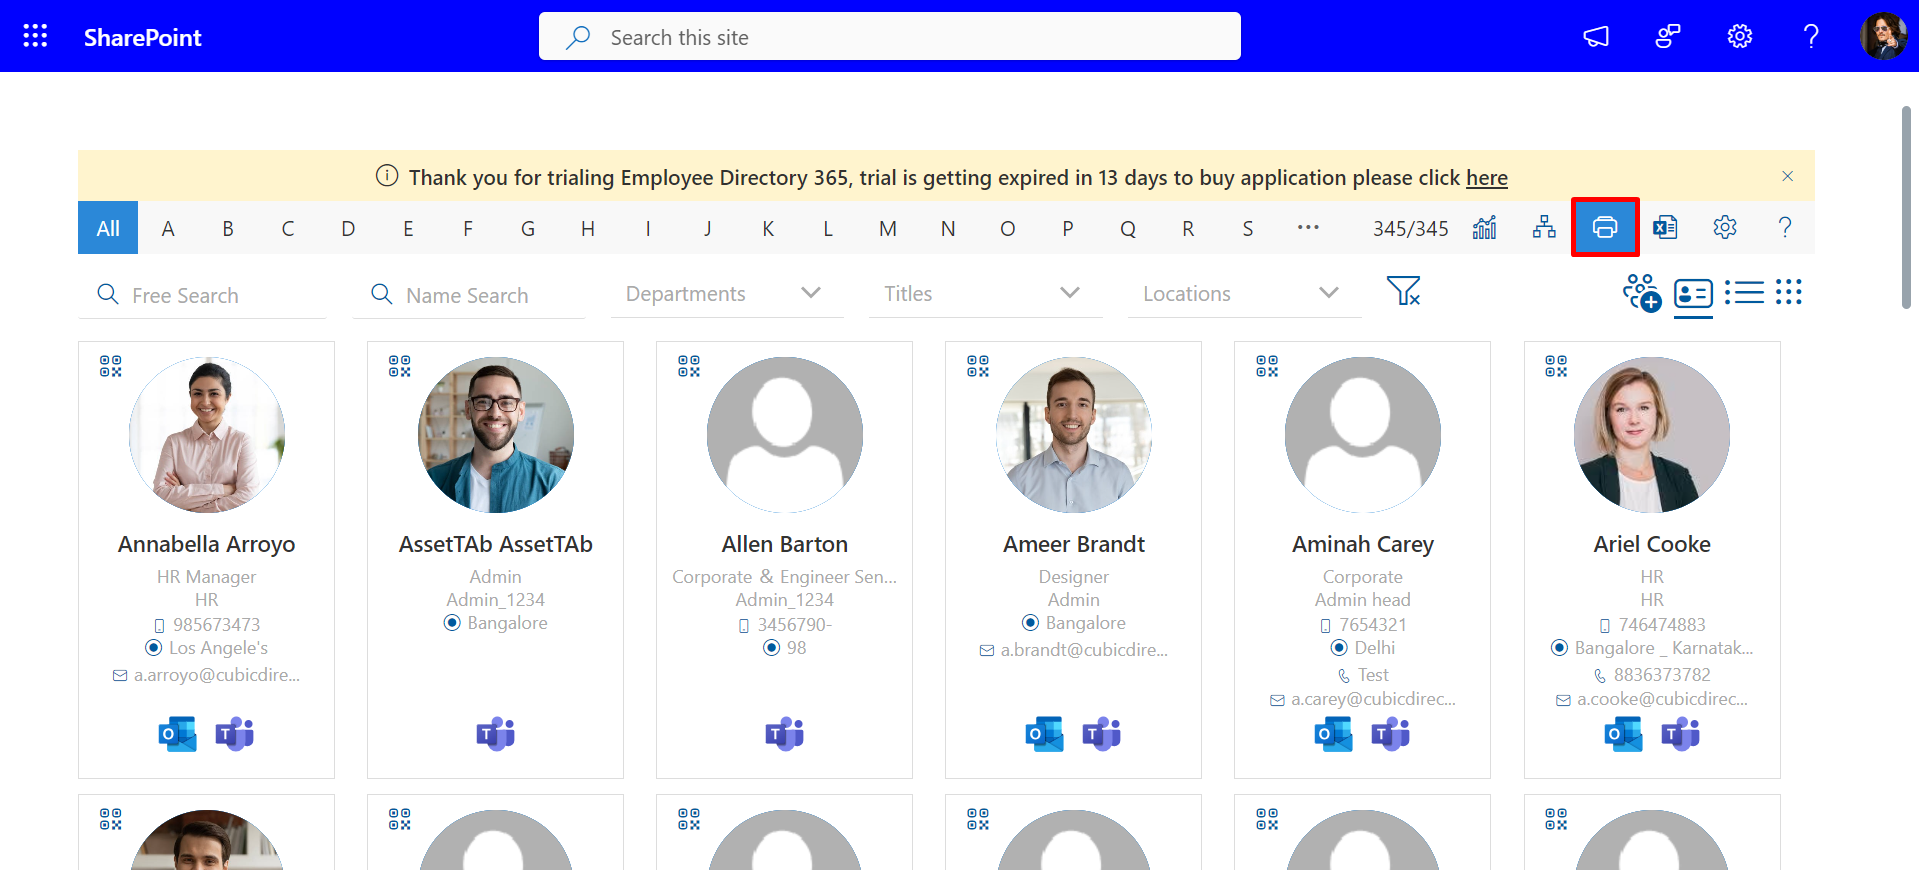 SharePoint
Search this site
Thank you for trialing Employee Directory 365, trial is getting expired in 13 days to buy application please click here
All A B C D E F G H I J K L M N O P Q R S ··· 345/345
Free Search Name Search Departments Titles Locations
Annabella Arroyo
HR Manager
HR
985673473
Los Angele's
a.arroyo@cubicdire...
AssetTAb AssetTAb
Admin
Admin_1234
Bangalore
Allen Barton
Corporate & Engineer Sen...
Admin_1234
3456790-
98
Ameer Brandt
Designer
Admin
Bangalore
a.brandt@cubicdire...
Aminah Carey
Corporate
Admin head
7654321
Delhi
Test
a.carey@cubicdirec...
Ariel Cooke
HR
HR
746474883
Bangalore _ Karnatak...
8836373782
a.cooke@cubicdirec...